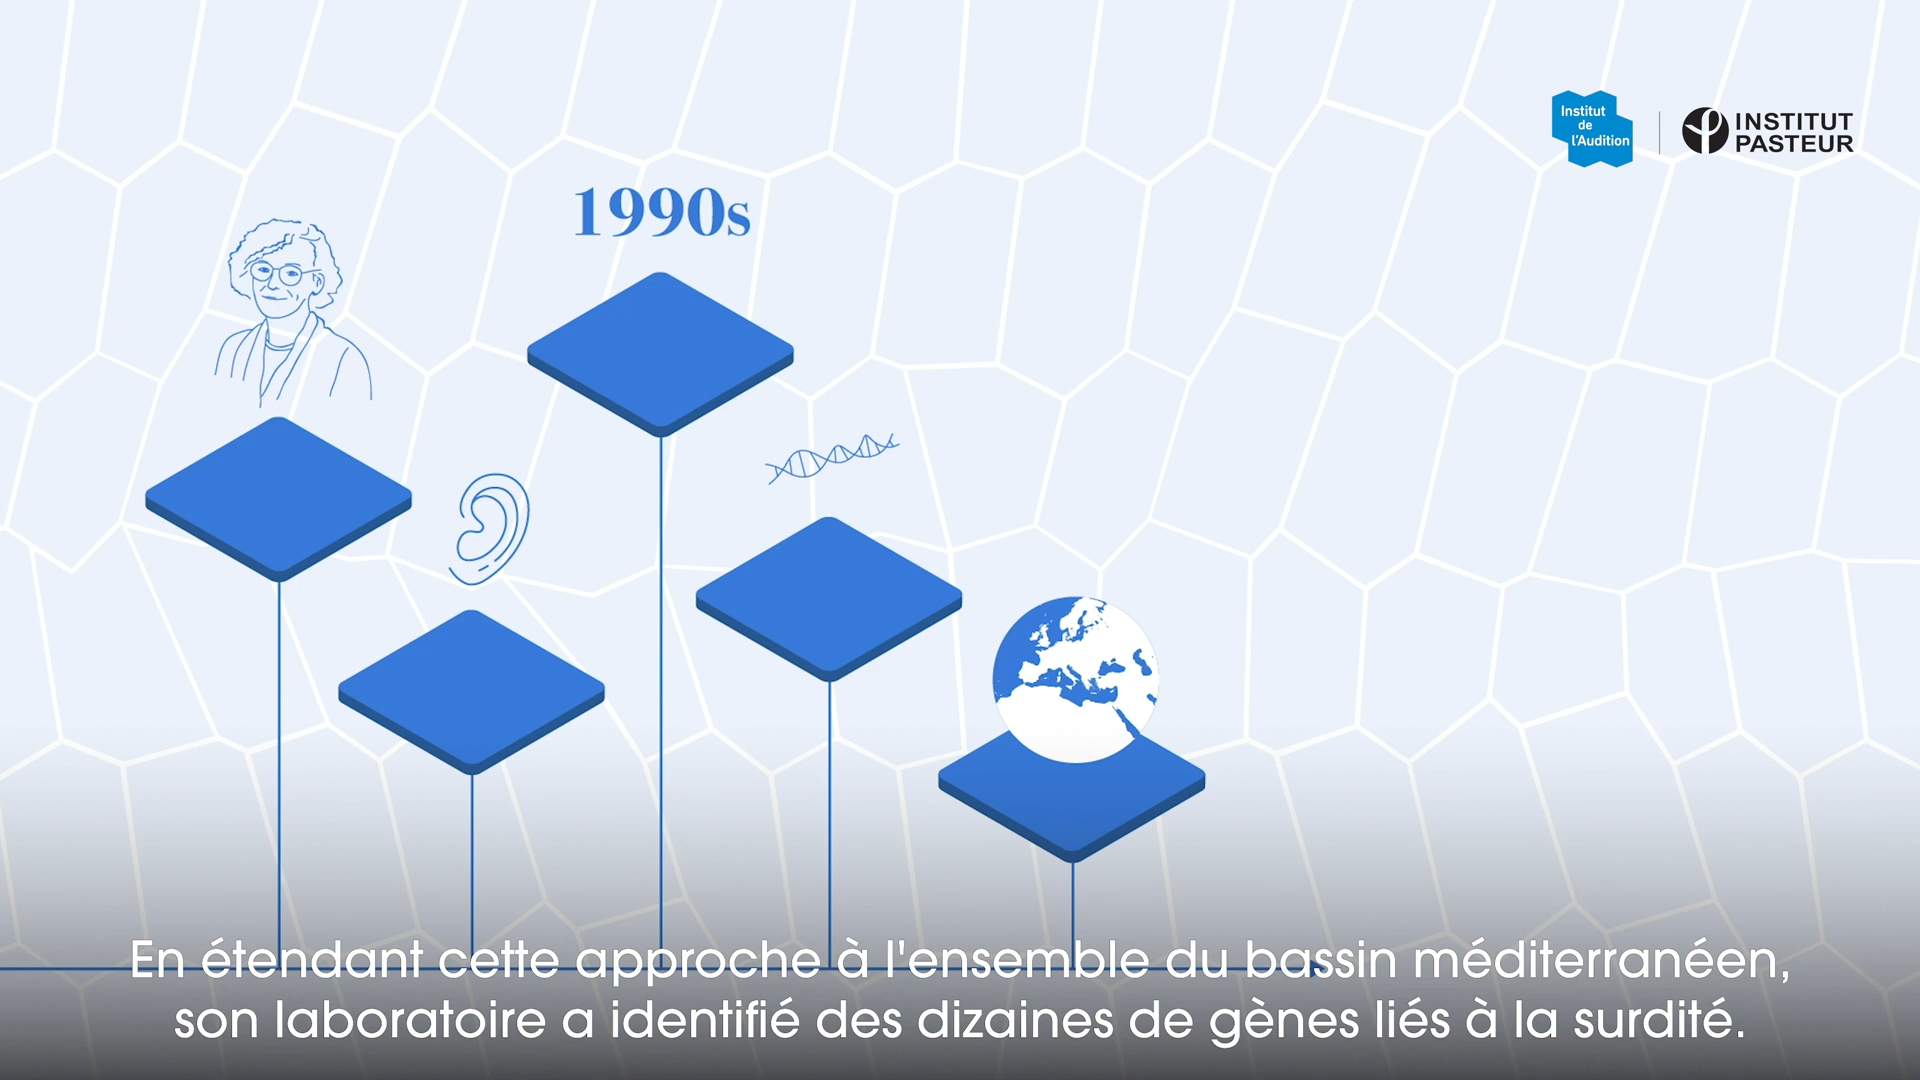 Institut
de
l'Audition
INSTITUT
PASTEUR
1990s
En étendant cette approche à l'ensemble du bassin méditerranéen,
son laboratoire a identifié des dizaines de gènes liés à la surdité.